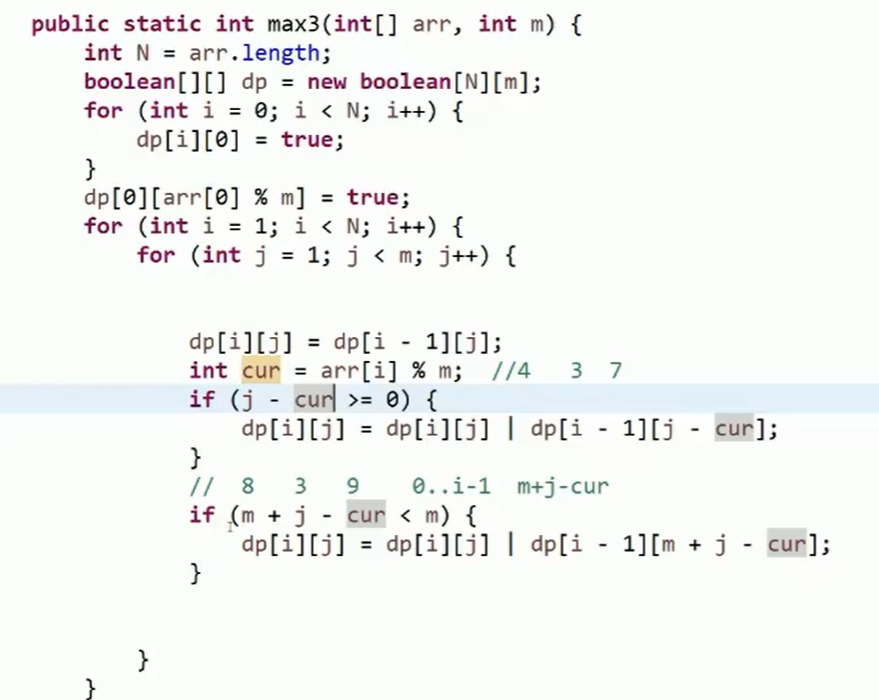 public static int max3(int[] arr, int m) {
int N = arr.length;
boolean[][] dp = new boolean[N][m];
for (int i = 0; i < N; i++) {
dp[i][0] = true;
}
dp[0][arr[0] % m] = true;
for (int i = 1; i < N; i++) {
for (int j = 1; j < m; j++) {
dp[i][j] = dp[i - 1][j];
int cur = arr[i] % m; //4 3 7
if (j - cur >= 0) {
dp[i][j] = dp[i][j] | dp[i - 1][j - cur];
}
// 8 3 9 0..i-1 m+j-cur
if (m + j - cur < m) {
dp[i][j] = dp[i][j] | dp[i - 1][m + j - cur];
}
}
}